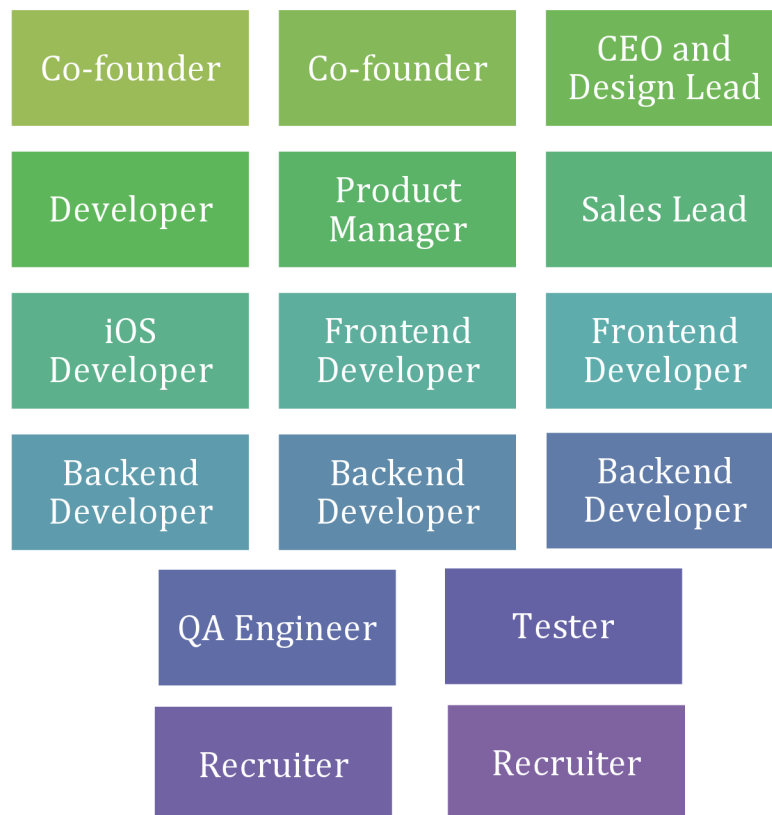 Co-founder
Co-founder
CEO and
Design Lead
Developer
Product
Manager
Sales Lead
iOS
Developer
Frontend
Developer
Frontend
Developer
Backend
Developer
Backend
Developer
Backend
Developer
QA Engineer
Tester
Recruiter
Recruiter